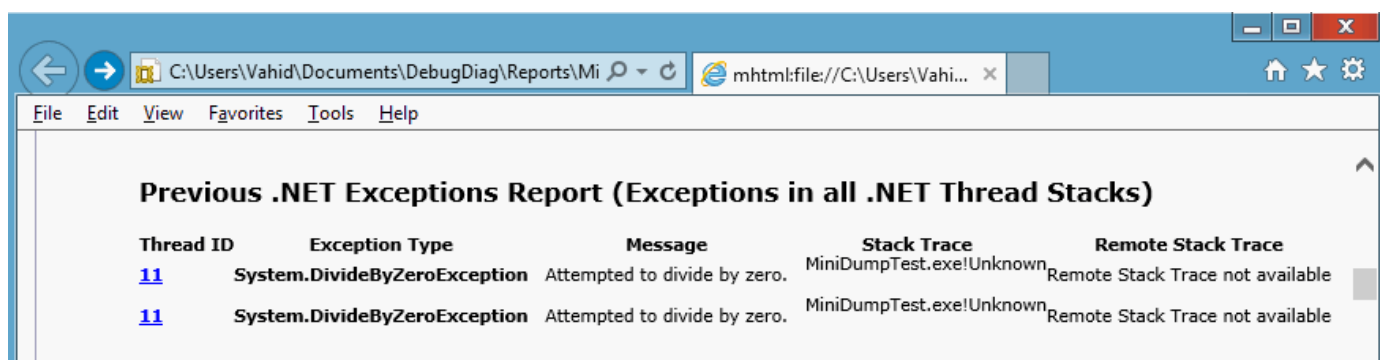 C:\Users\Vahid\Documents\DebugDiag\Reports\Mi
mhtml:file://C:\Users\Vahi...
File Edit View Favorites Tools Help
Previous .NET Exceptions Report (Exceptions in all .NET Thread Stacks)
Thread ID Exception Type Message Stack Trace Remote Stack Trace
11 System.DivideByZeroException Attempted to divide by zero. MiniDumpTest.exe!Unknown Remote Stack Trace not available
11 System.DivideByZeroException Attempted to divide by zero. MiniDumpTest.exe!Unknown Remote Stack Trace not available